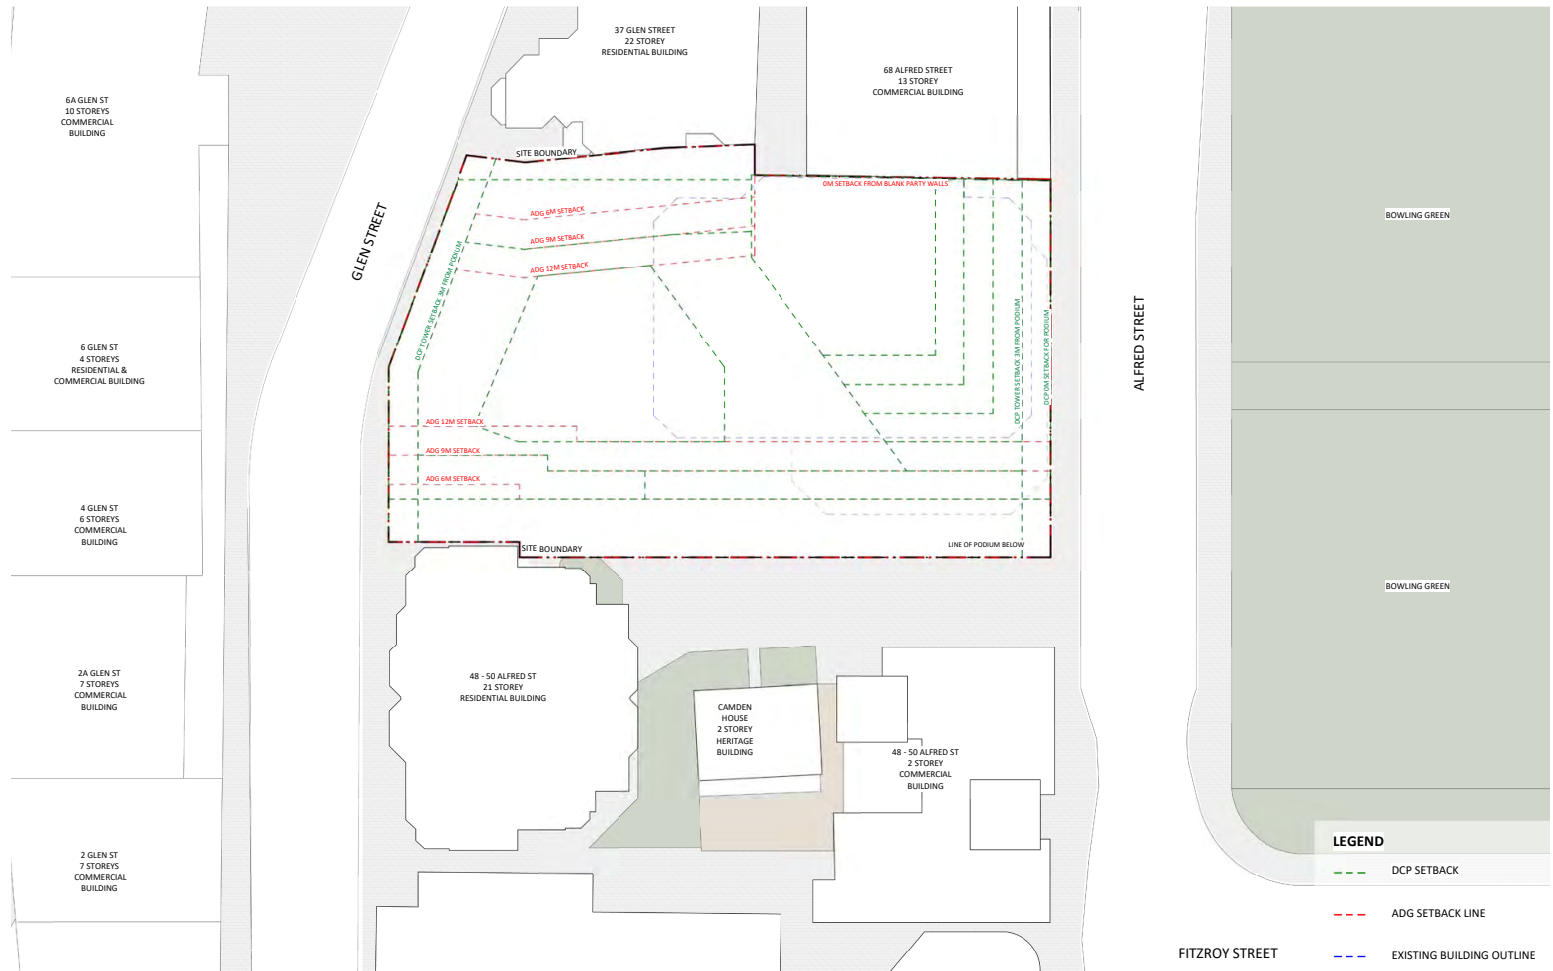 37 GLEN STREET
22 STOREY
RESIDENTIAL BUILDING
68 ALFRED STREET
13 STOREY
COMMERCIAL BUILDING
6A GLEN ST
10 STOREYS
COMMERCIAL
BUILDING
SITE BOUNDARY
0M SETBACK FROM BLANK PARTY WALLS
GLEN STREET
ADG 6M SETBACK
ADG 9M SETBACK
ADG 12M SETBACK
DCP TOWER SETBACK 3M FROM PODIUM
BOWLING GREEN
ALFRED STREET
DCP TOWER SETBACK 3M FROM PODIUM
DCP 0M SETBACK FOR PODIUM
6 GLEN ST
4 STOREYS
RESIDENTIAL &
COMMERCIAL BUILDING
ADG 12M SETBACK
ADG 9M SETBACK
ADG 6M SETBACK
4 GLEN ST
6 STOREYS
COMMERCIAL
BUILDING
SITE BOUNDARY
LINE OF PODIUM BELOW
BOWLING GREEN
2A GLEN ST
7 STOREYS
COMMERCIAL
BUILDING
48 - 50 ALFRED ST
21 STOREY
RESIDENTIAL BUILDING
CAMDEN
HOUSE
2 STOREY
HERITAGE
BUILDING
48 - 50 ALFRED ST
2 STOREY
COMMERCIAL
BUILDING
2 GLEN ST
7 STOREYS
COMMERCIAL
BUILDING
LEGEND
DCP SETBACK
ADG SETBACK LINE
EXISTING BUILDING OUTLINE
FITZROY STREET